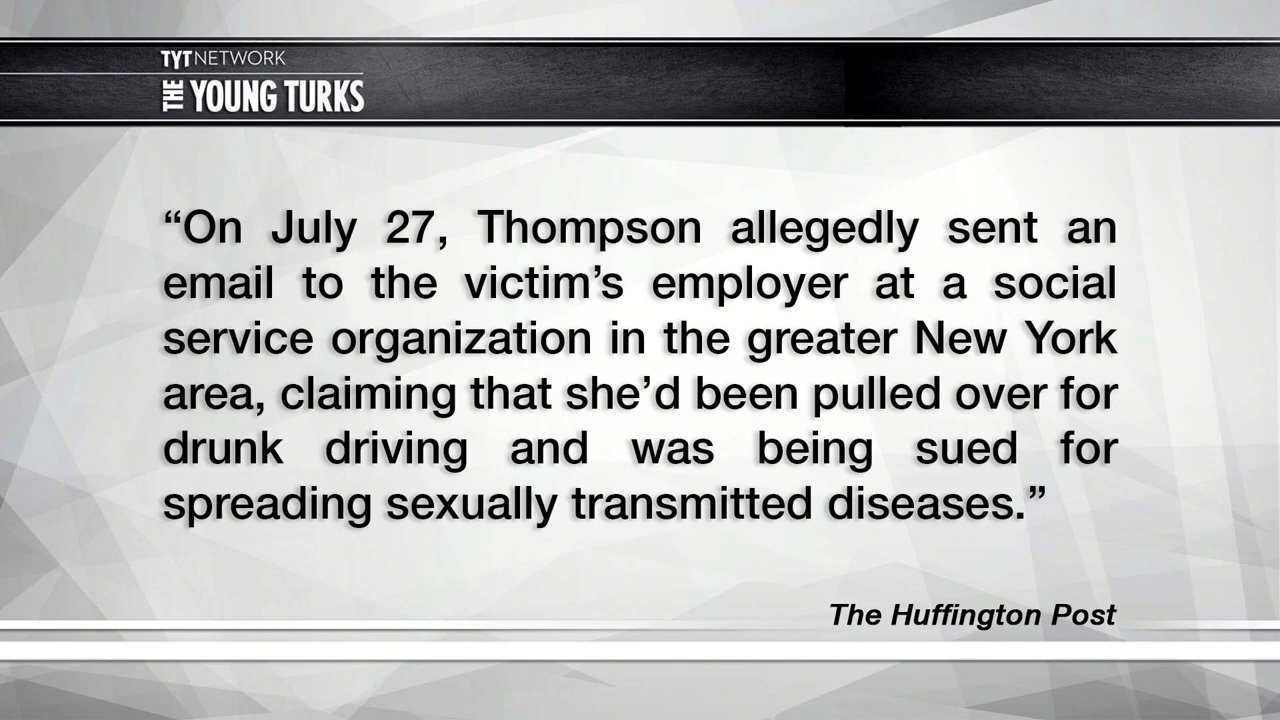 TYT NETWORK
THE YOUNG TURKS
“On July 27, Thompson allegedly sent an
email to the victim’s employer at a social
service organization in the greater New York
area, claiming that she’d been pulled over for
drunk driving and was being sued for
spreading sexually transmitted diseases.”
The Huffington Post